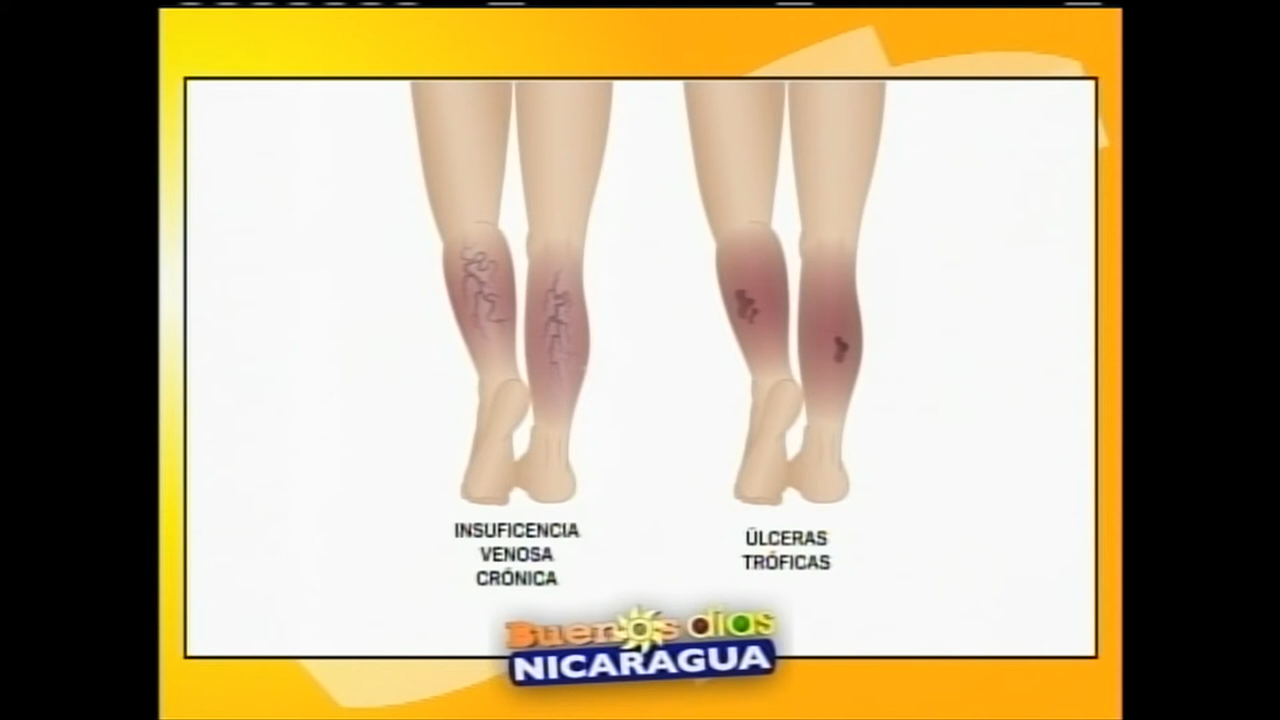 INSUFICENCIA
VENOSA
CRÓNICA
ÚLCERAS
TRÓFICAS
Buenos días
NICARAGUA